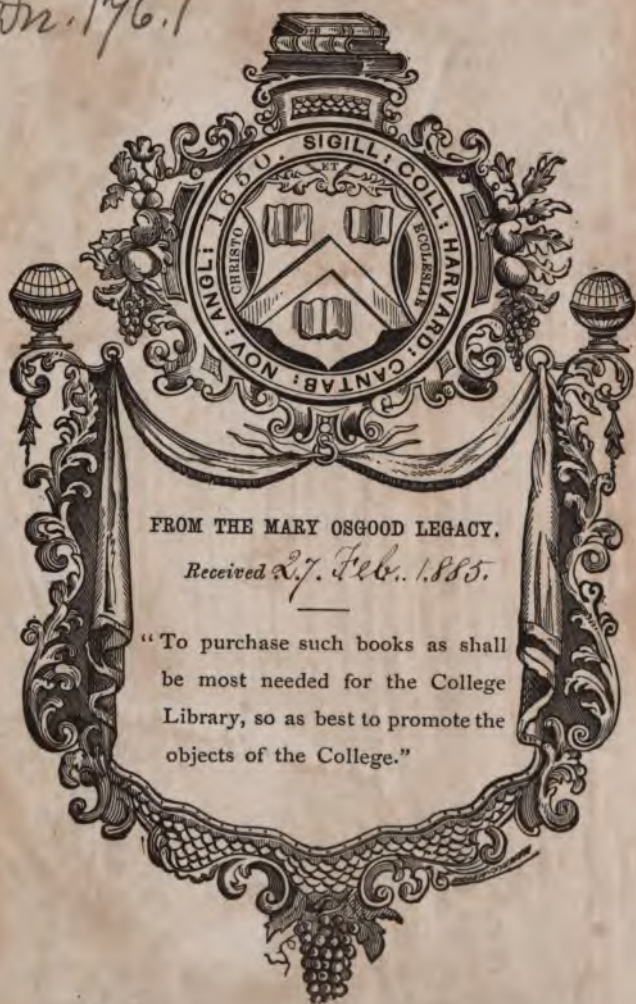 176.1
SIGILL: COLL: HARVARD: CANTAB: NOV: ANGL: 1650.
ET
CHRISTO
ECCLESIAE
FROM THE MARY OSGOOD LEGACY.
Received 27. Feb. 1885.
"To purchase such books as shall
be most needed for the College
Library, so as best to promote the
objects of the College."